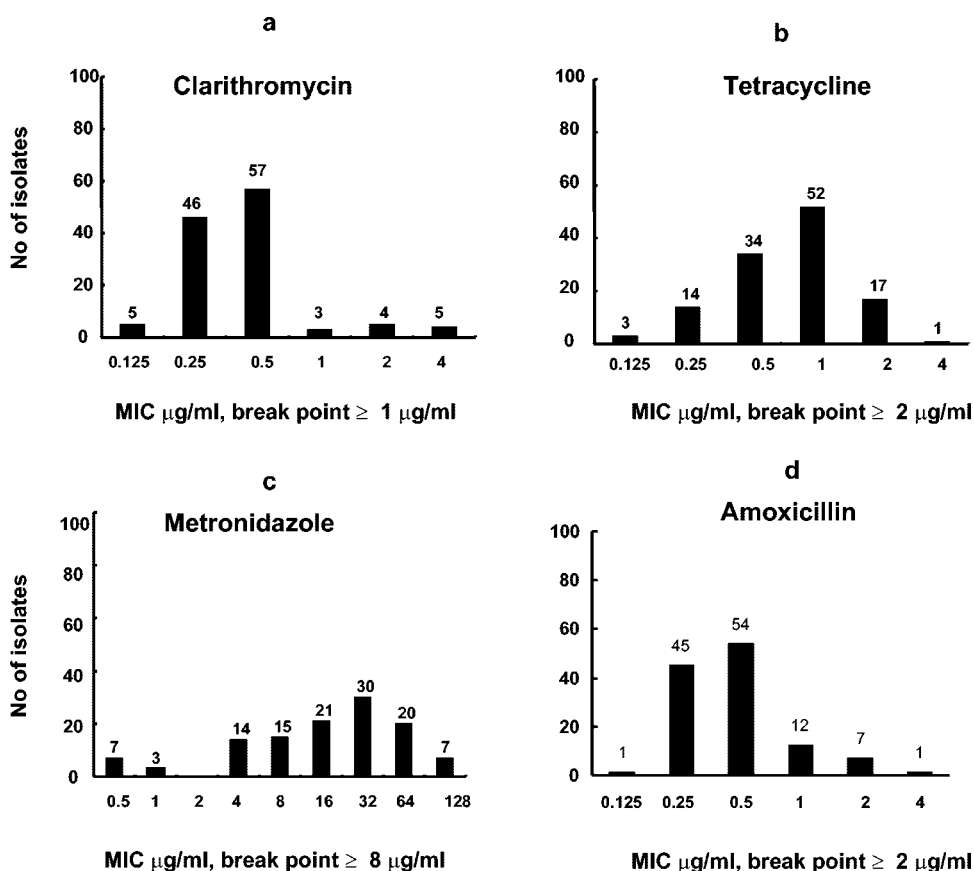 a
Clarithromycin
No of isolates
100
80
60
40
20
0
5
46
57
3
4
5
0.125 0.25 0.5 1 2 4
MIC μg/ml, break point ≥ 1 μg/ml
b
Tetracycline
100
80
60
40
20
0
3
14
34
52
17
1
0.125 0.25 0.5 1 2 4
MIC μg/ml, break point ≥ 2 μg/ml
c
Metronidazole
No of isolates
100
80
60
40
20
0
7
3
14
15
21
30
20
7
0.5 1 2 4 8 16 32 64 128
MIC μg/ml, break point ≥ 8 μg/ml
d
Amoxicillin
100
80
60
40
20
0
1
45
54
12
7
1
0.125 0.25 0.5 1 2 4
MIC μg/ml, break point ≥ 2 μg/ml